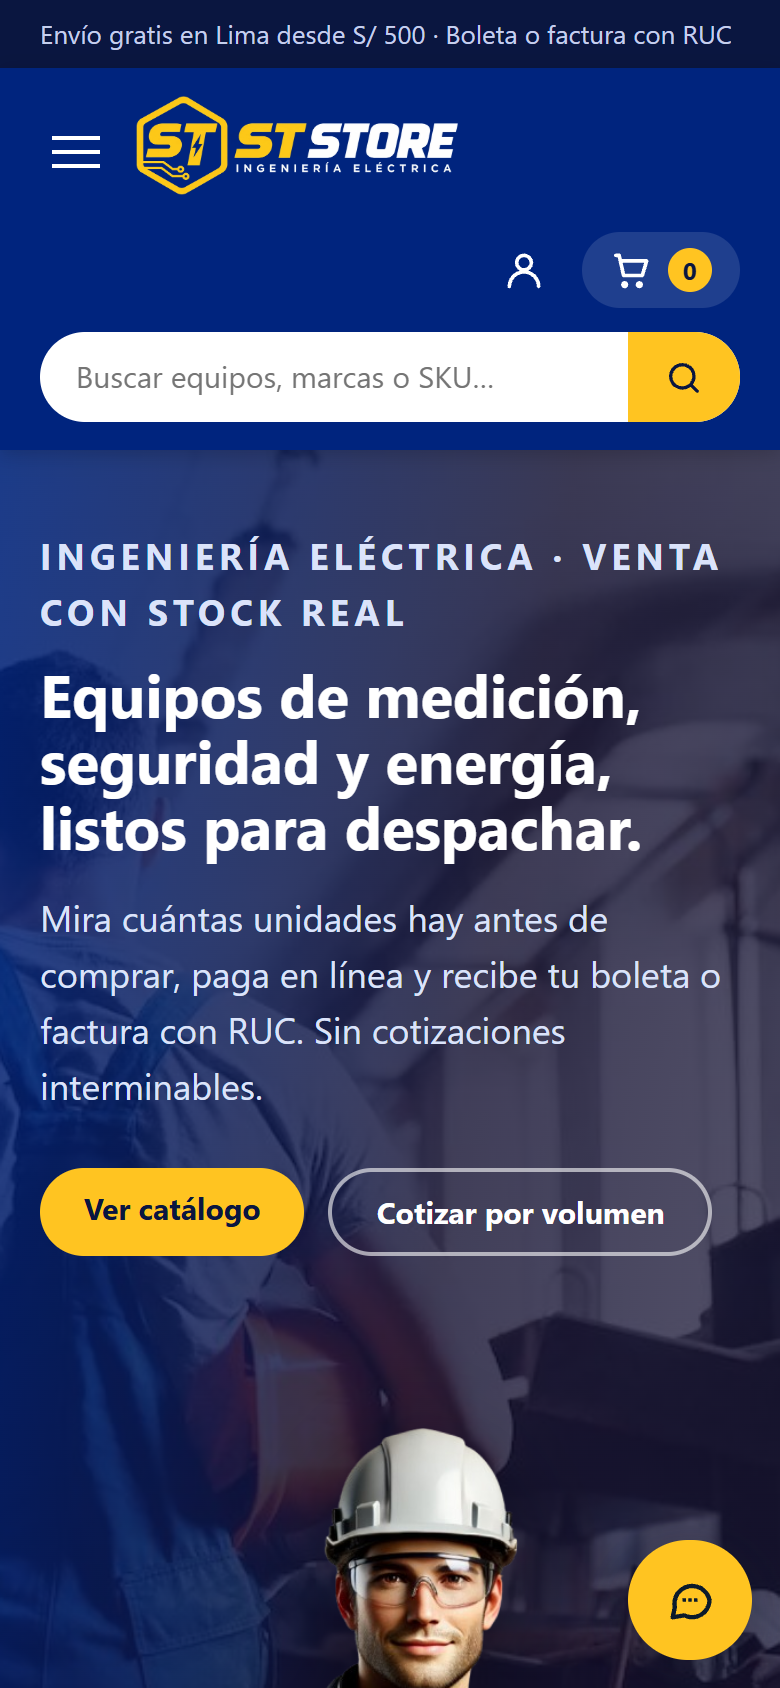 Envío gratis en Lima desde S/ 500 · Boleta o factura con RUC
ST ST STORE
INGENIERÍA ELÉCTRICA
0
Buscar equipos, marcas o SKU...
INGENIERÍA ELÉCTRICA · VENTA
CON STOCK REAL
Equipos de medición,
seguridad y energía,
listos para despachar.
Mira cuántas unidades hay antes de
comprar, paga en línea y recibe tu boleta o
factura con RUC. Sin cotizaciones
interminables.
Ver catálogo
Cotizar por volumen